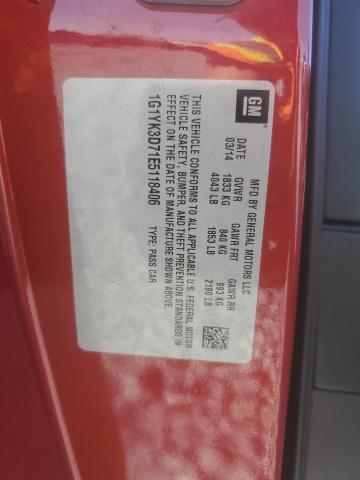 GM
MFD BY GENERAL MOTORS LLC
DATE GVWR GAWR FRT GAWR RR
03/14 1833 KG 840 KG 993 KG
4043 LB 1853 LB 2190 LB
THIS VEHICLE CONFORMS TO ALL APPLICABLE U.S. FEDERAL MOTOR
VEHICLE SAFETY, BUMPER, AND THEFT PREVENTION STANDARDS IN
EFFECT ON THE DATE OF MANUFACTURE SHOWN ABOVE.
1G1YK3D71E5118406 TYPE: PASS CAR